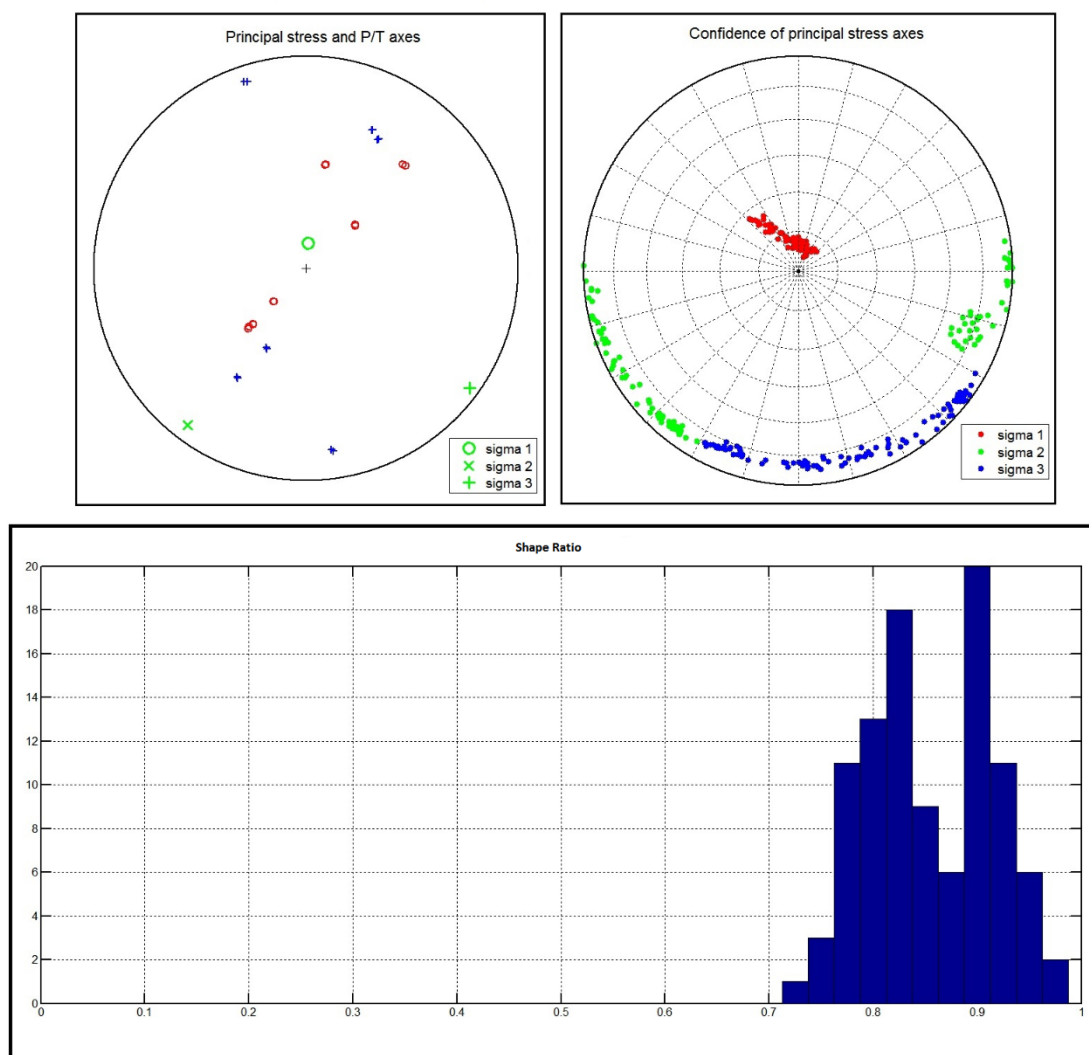 Principal stress and P/T axes
sigma 1
sigma 2
sigma 3
Confidence of principal stress axes
sigma 1
sigma 2
sigma 3
Shape Ratio
20
18
16
14
12
10
8
6
4
2
0
0 0.1 0.2 0.3 0.4 0.5 0.6 0.7 0.8 0.9 1